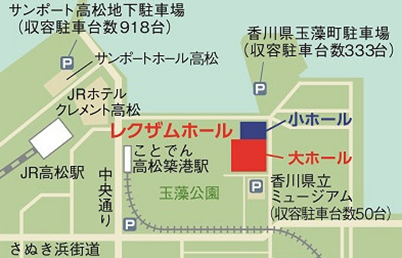 サンポート高松地下駐車場
(収容駐車台数918台)
P
サンポートホール高松
香川県玉藻町駐車場
(収容駐車台数333台)
P
JRホテル
クレメント高松
レクザムホール
小ホール
大ホール
ことでん
高松築港駅
JR高松駅
中央通り
玉藻公園
P
香川県立
ミュージアム
(収容駐車台数50台)
P
さぬき浜街道